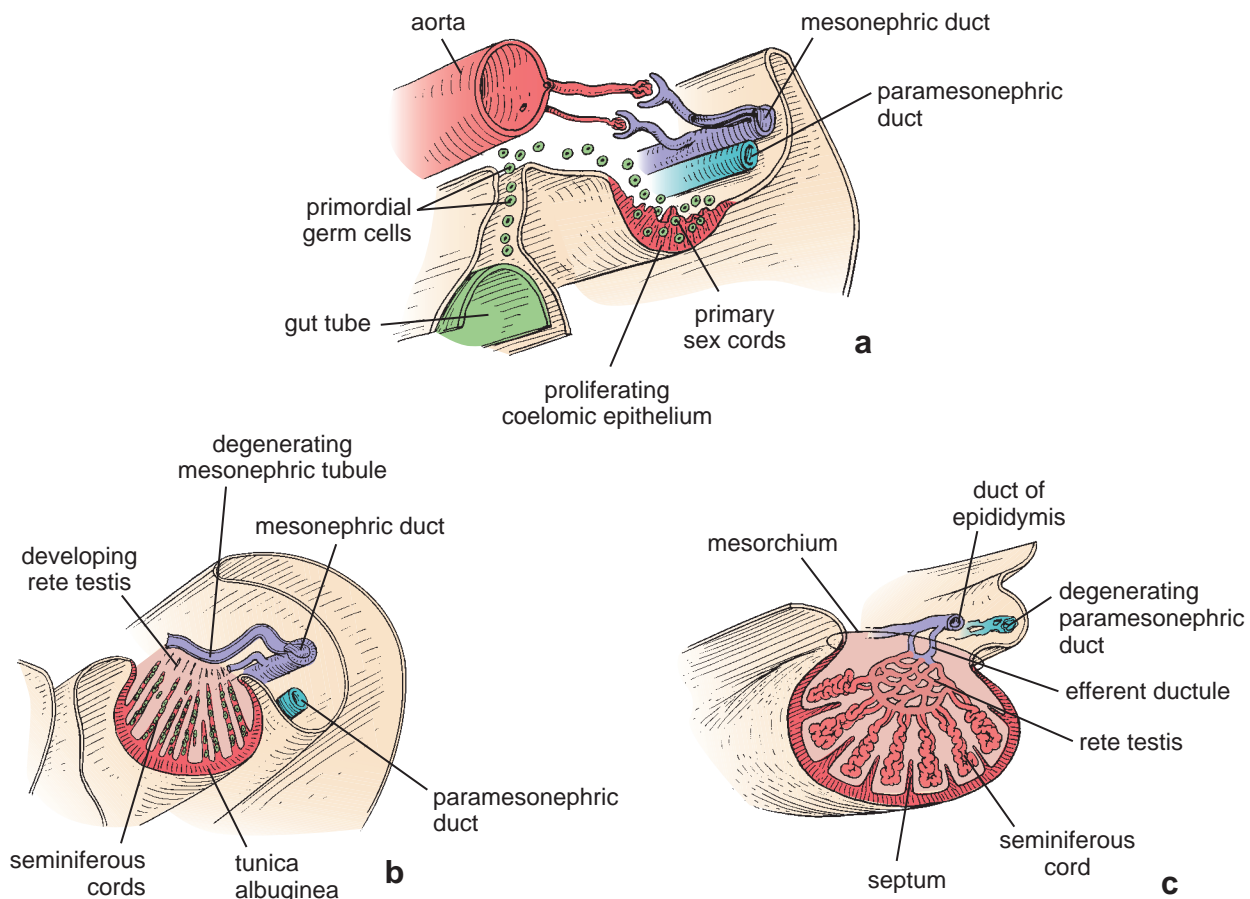 aorta
mesonephric duct
paramesonephric
duct
primordial
germ cells
gut tube
primary
sex cords
a
proliferating
coelomic epithelium
degenerating
mesonephric tubule
mesonephric duct
developing
rete testis
paramesonephric
duct
seminiferous
cords
tunica
albuginea
b
duct of
epididymis
mesorchium
degenerating
paramesonephric
duct
efferent ductule
rete testis
seminiferous
cord
septum
c